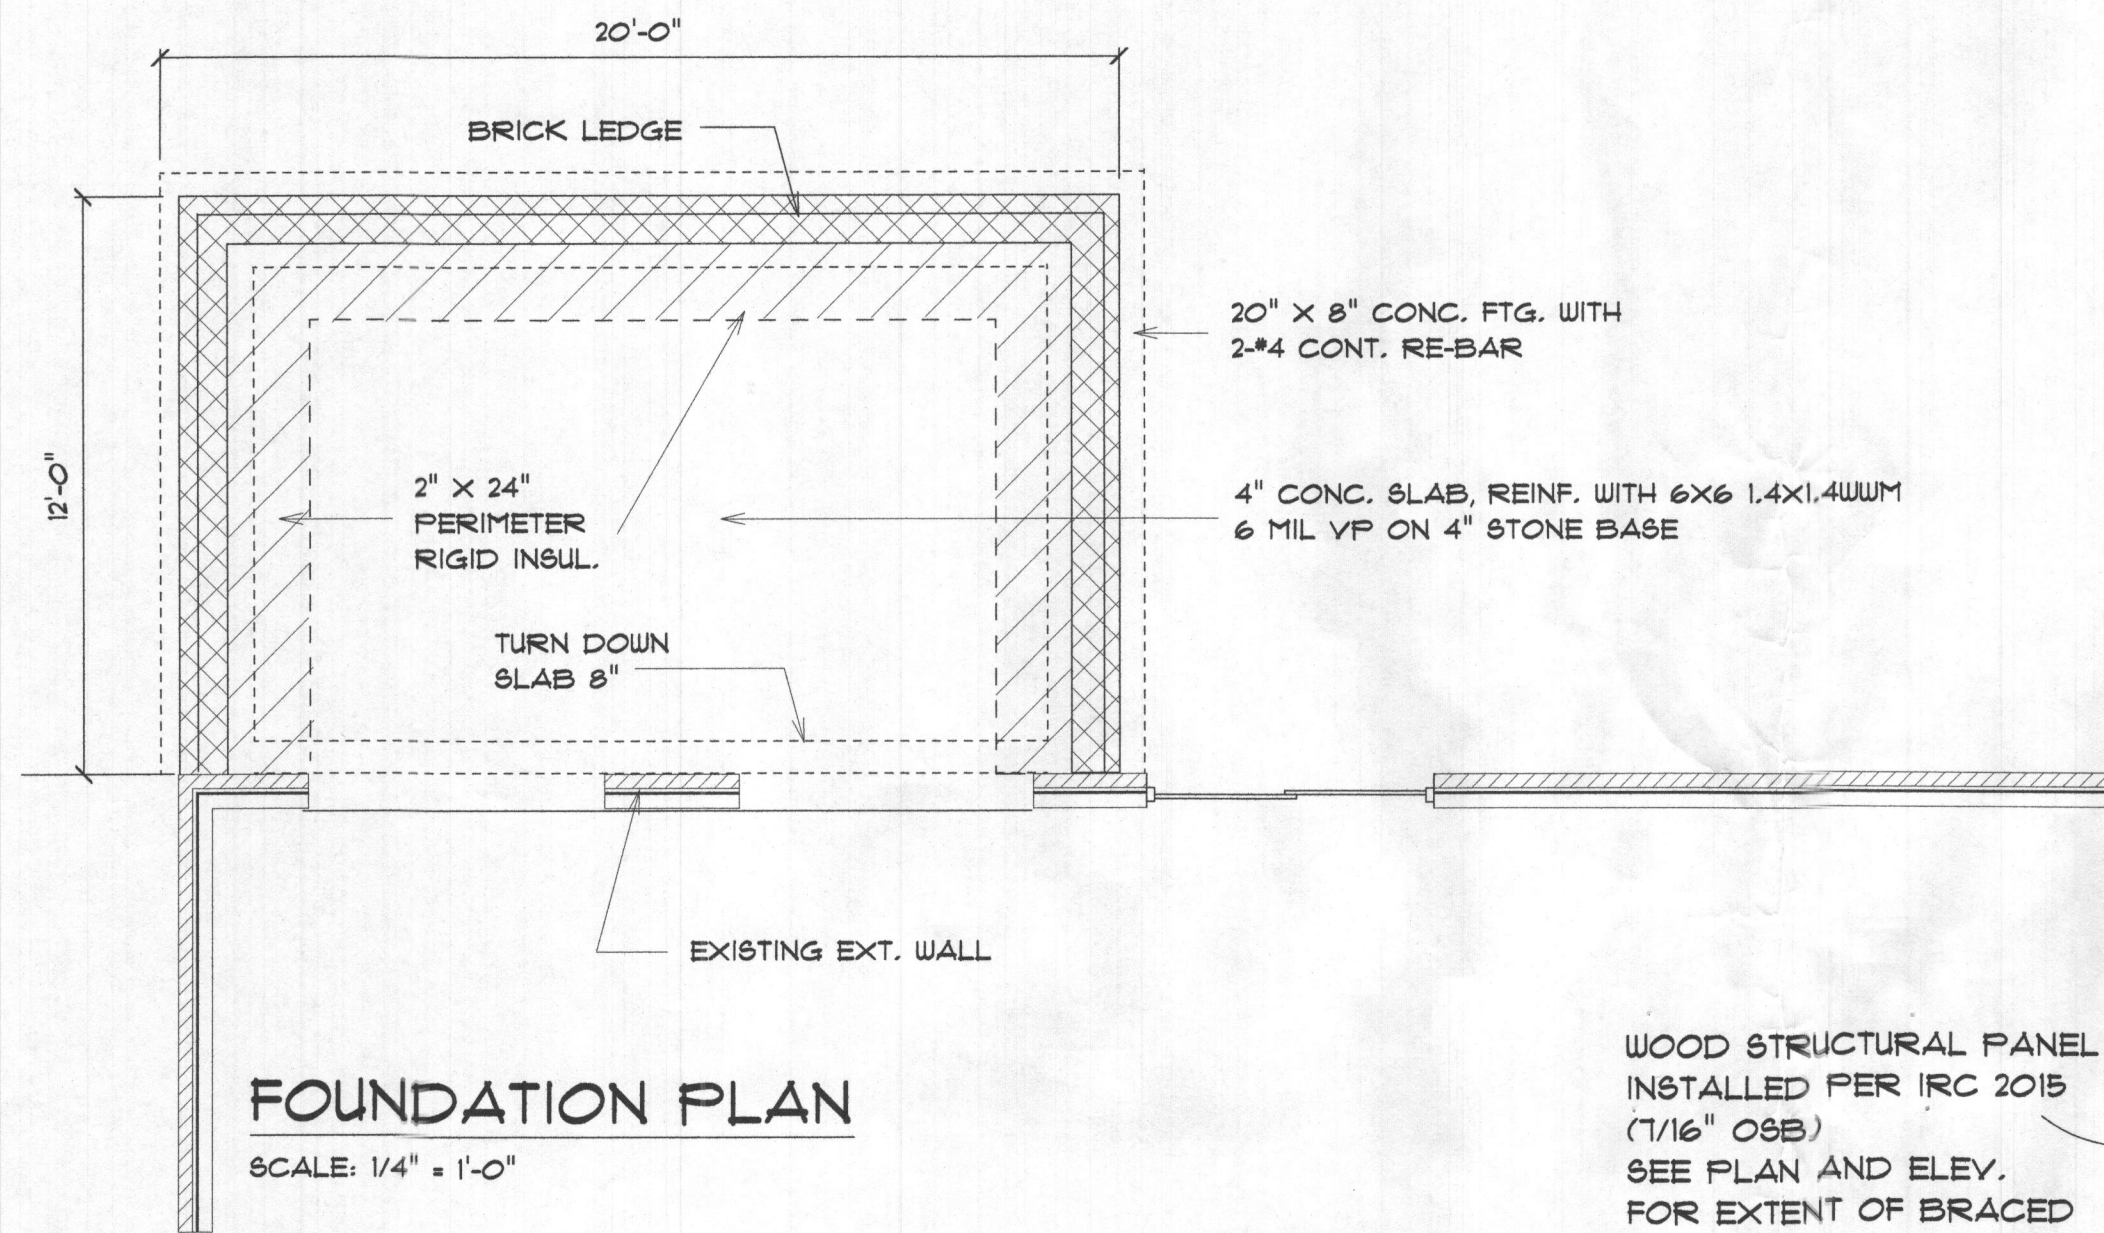 20'-0"
BRICK LEDGE
12'-0"
20" X 8" CONC. FTG. WITH
2-#4 CONT. RE-BAR
2" X 24"
PERIMETER
RIGID INSUL.
4" CONC. SLAB, REINF. WITH 6X6 1.4X1.4WWM
6 MIL VP ON 4" STONE BASE
TURN DOWN
SLAB 8"
EXISTING EXT. WALL
FOUNDATION PLAN
SCALE: 1/4" = 1'-0"
WOOD STRUCTURAL PANEL
INSTALLED PER IRC 2015
(7/16" OSB)
SEE PLAN AND ELEV.
FOR EXTENT OF BRACED